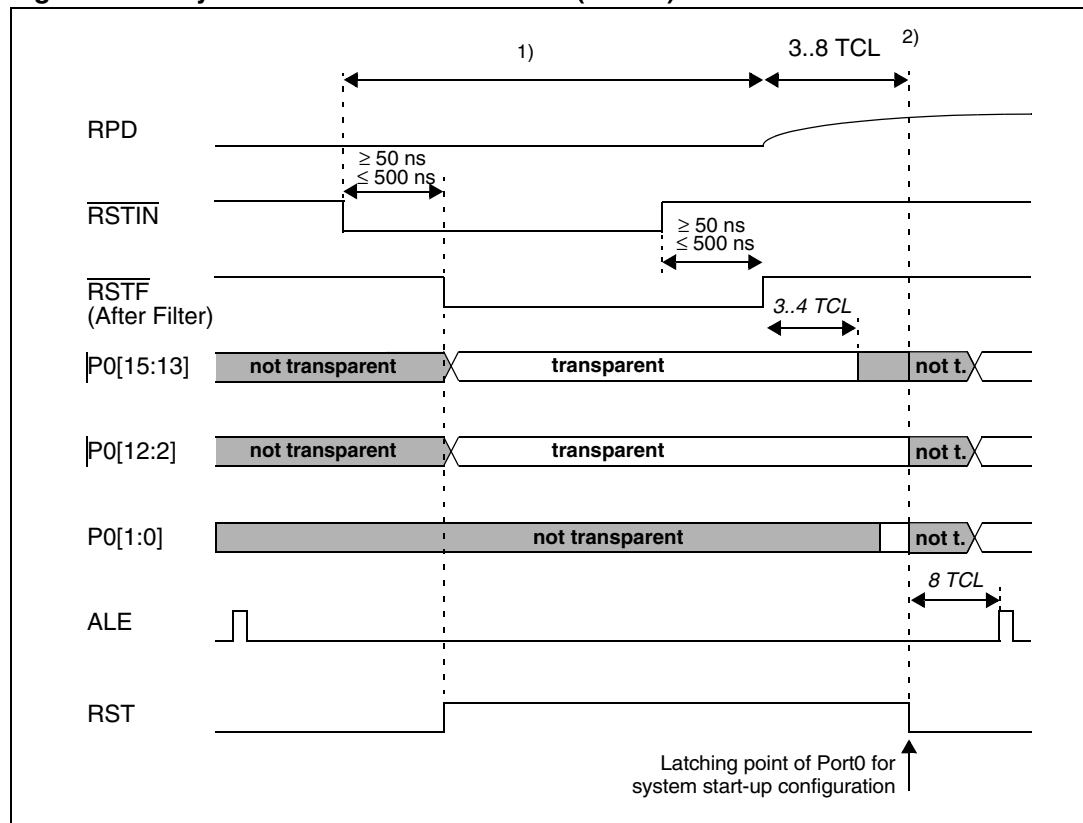 1)
3..8 TCL 2)
RPD
≥ 50 ns
≤ 500 ns
RSTIN
≥ 50 ns
≤ 500 ns
RSTF
(After Filter)
3..4 TCL
P0[15:13] not transparent transparent not t.
P0[12:2] not transparent transparent not t.
P0[1:0] not transparent not t.
8 TCL
ALE
RST
Latching point of Port0 for
system start-up configuration